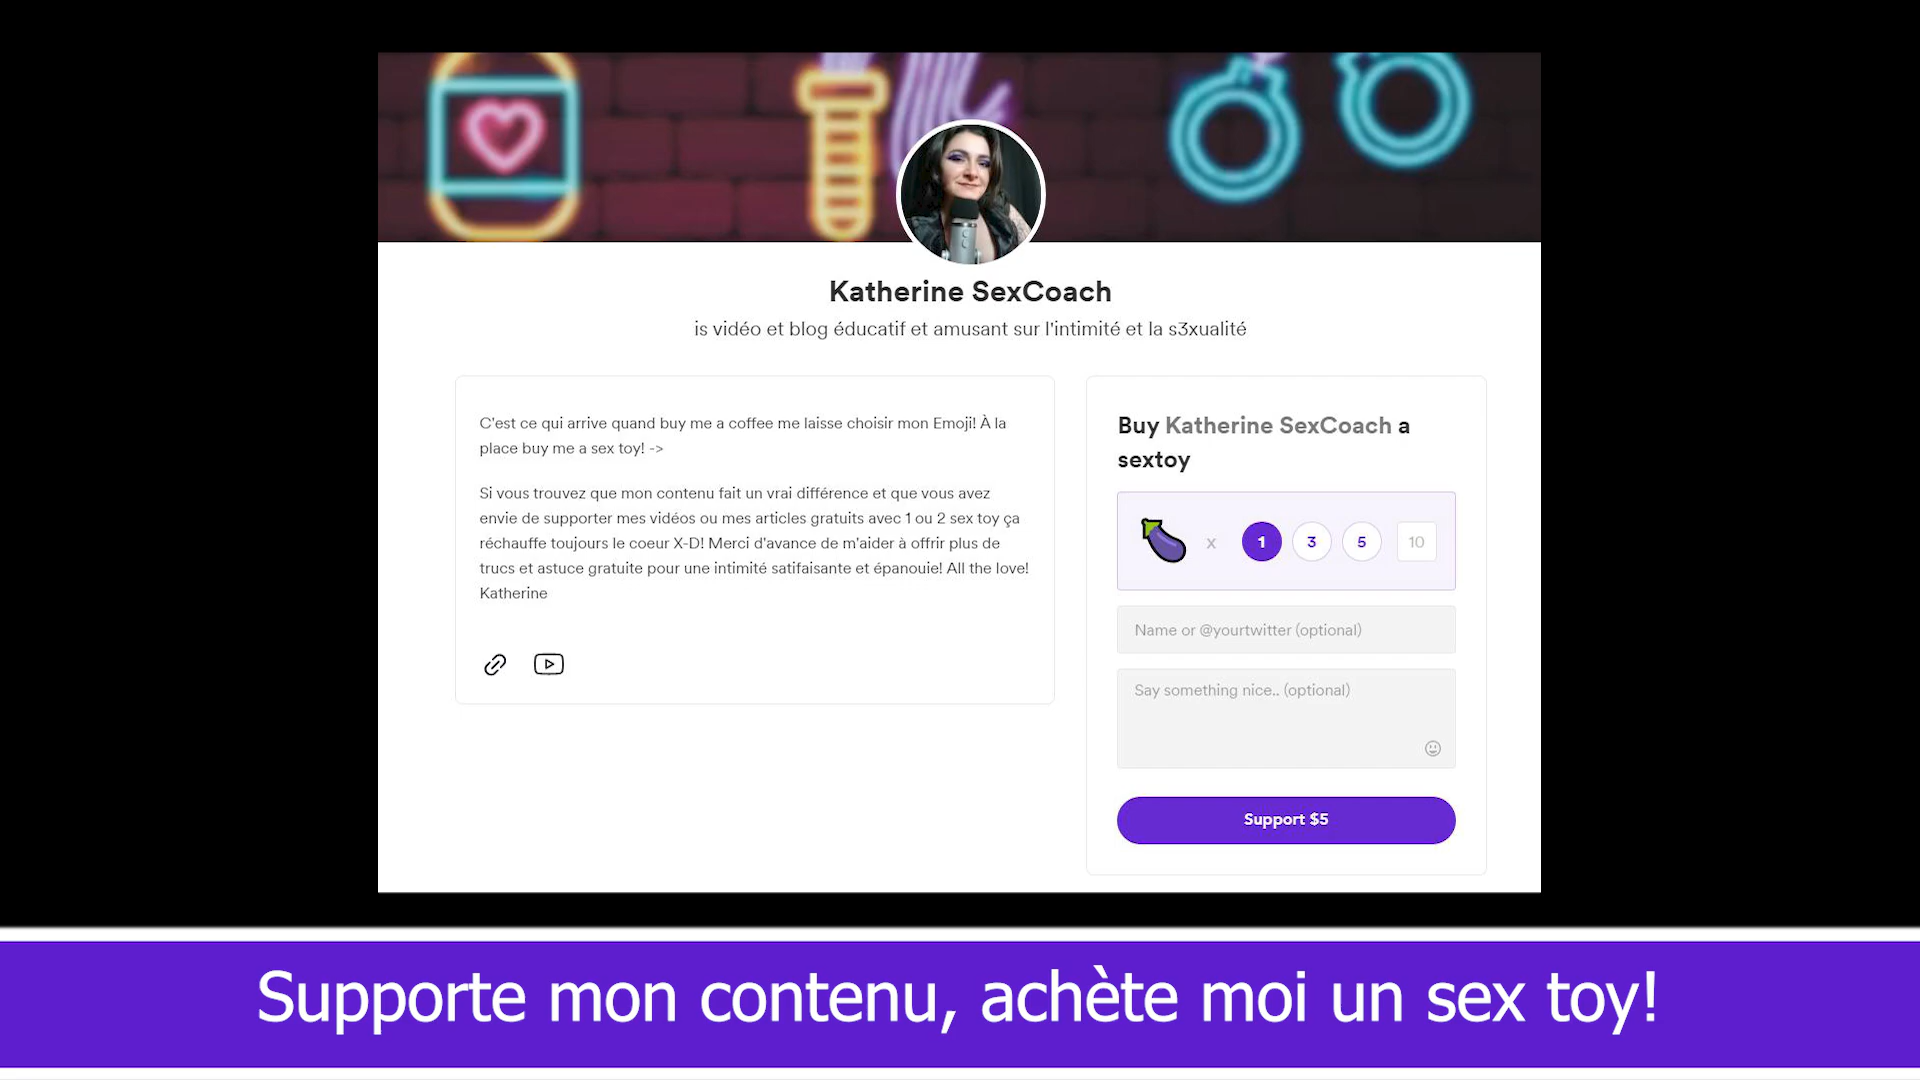 Katherine SexCoach
is vidéo et blog éducatif et amusant sur l'intimité et la s3xualité
C'est ce qui arrive quand buy me a coffee me laisse choisir mon Emoji! À la
place buy me a sex toy! ->
Si vous trouvez que mon contenu fait un vrai différence et que vous avez
envie de supporter mes vidéos ou mes articles gratuits avec 1 ou 2 sex toy ça
réchauffe toujours le coeur X-D! Merci d'avance de m'aider à offrir plus de
trucs et astuce gratuite pour une intimité satifaisante et épanouie! All the love!
Katherine
Buy Katherine SexCoach a
sextoy
x 1 3 5 10
Name or @yourtwitter (optional)
Say something nice.. (optional)
Support $5
Supporte mon contenu, achète moi un sex toy!